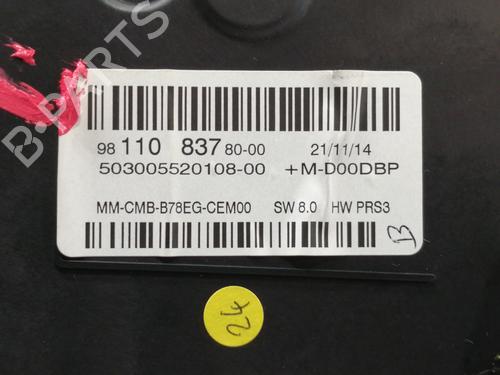 B-PARTS
98 110 837 80-00 21/11/14
503005520108-00 +M-D00DBP
MM-CMB-B78EG-CEM00 SW 8.0 HW PRS3
B
24